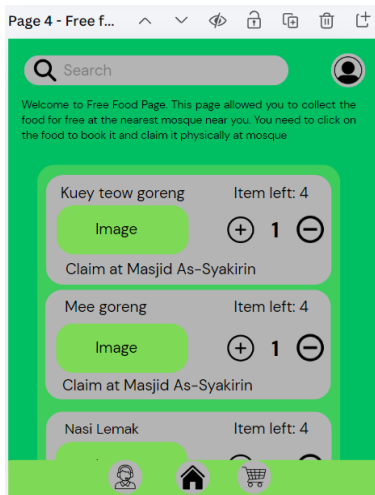 Page 4 - Free f...
Search
Welcome to Free Food Page. This page allowed you to collect the
food for free at the nearest mosque near you. You need to click on
the food to book it and claim it physically at mosque
Kuey teow goreng Item left: 4
Image 1
Claim at Masjid As-Syakirin
Mee goreng Item left: 4
Image 1
Claim at Masjid As-Syakirin
Nasi Lemak Item left: 4